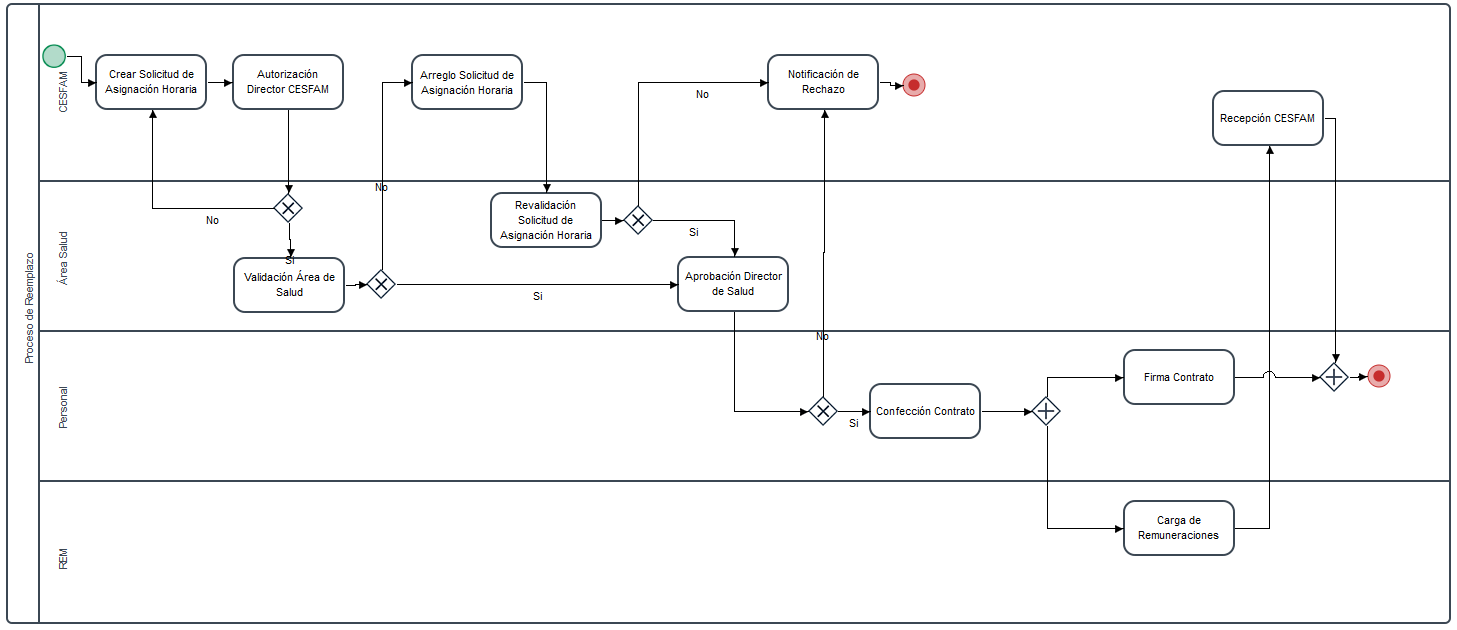 Proceso de Reemplazo
CESFAM
Crear Solicitud de
Asignación Horaria
Autorización
Director CESFAM
Arreglo Solicitud de
Asignación Horaria
No
Notificación de
Rechazo
Recepción CESFAM
Área Salud
No
Si
Validación Área de
Salud
No
Si
Revalidación
Solicitud de
Asignación Horaria
Si
Aprobación Director
de Salud
Personal
No
Si
Confección Contrato
Firma Contrato
REM
Carga de
Remuneraciones